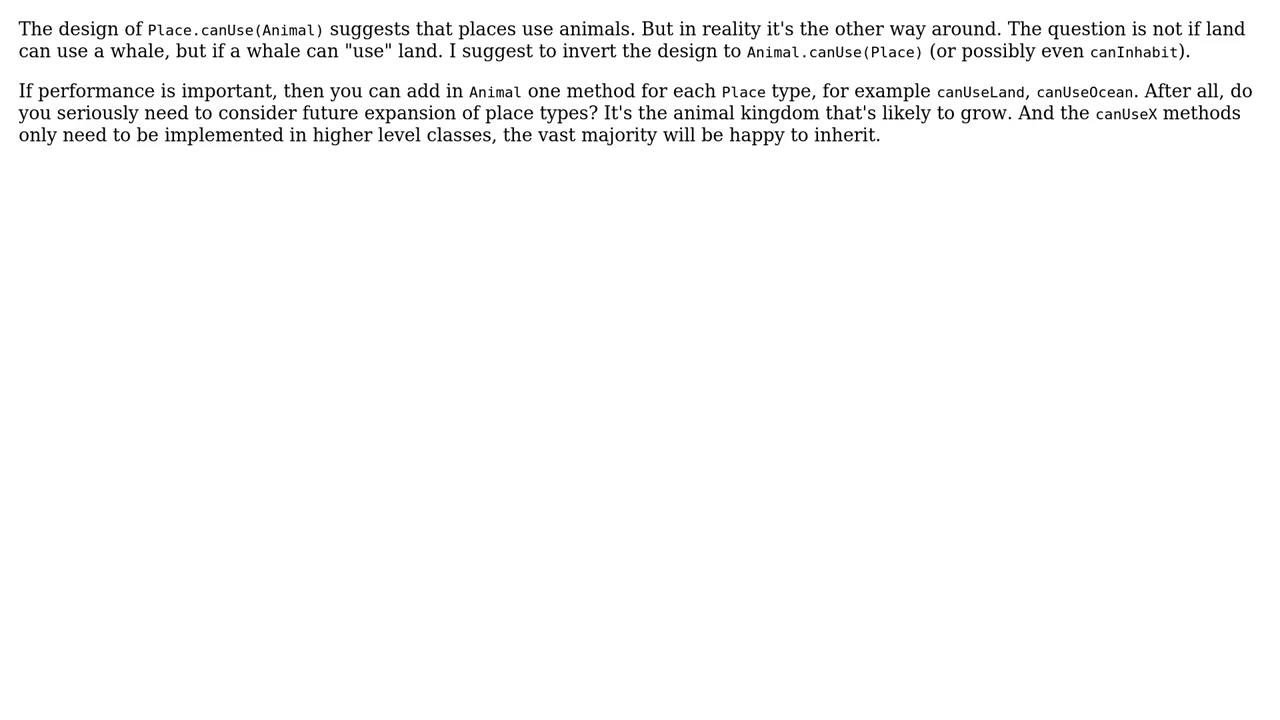 The design of Place.canUse(Animal) suggests that places use animals. But in reality it's the other way around. The question is not if land
can use a whale, but if a whale can "use" land. I suggest to invert the design to Animal.canUse(Place) (or possibly even canInhabit).
If performance is important, then you can add in Animal one method for each Place type, for example canUseLand, canUseOcean. After all, do
you seriously need to consider future expansion of place types? It's the animal kingdom that's likely to grow. And the canUseX methods
only need to be implemented in higher level classes, the vast majority will be happy to inherit.